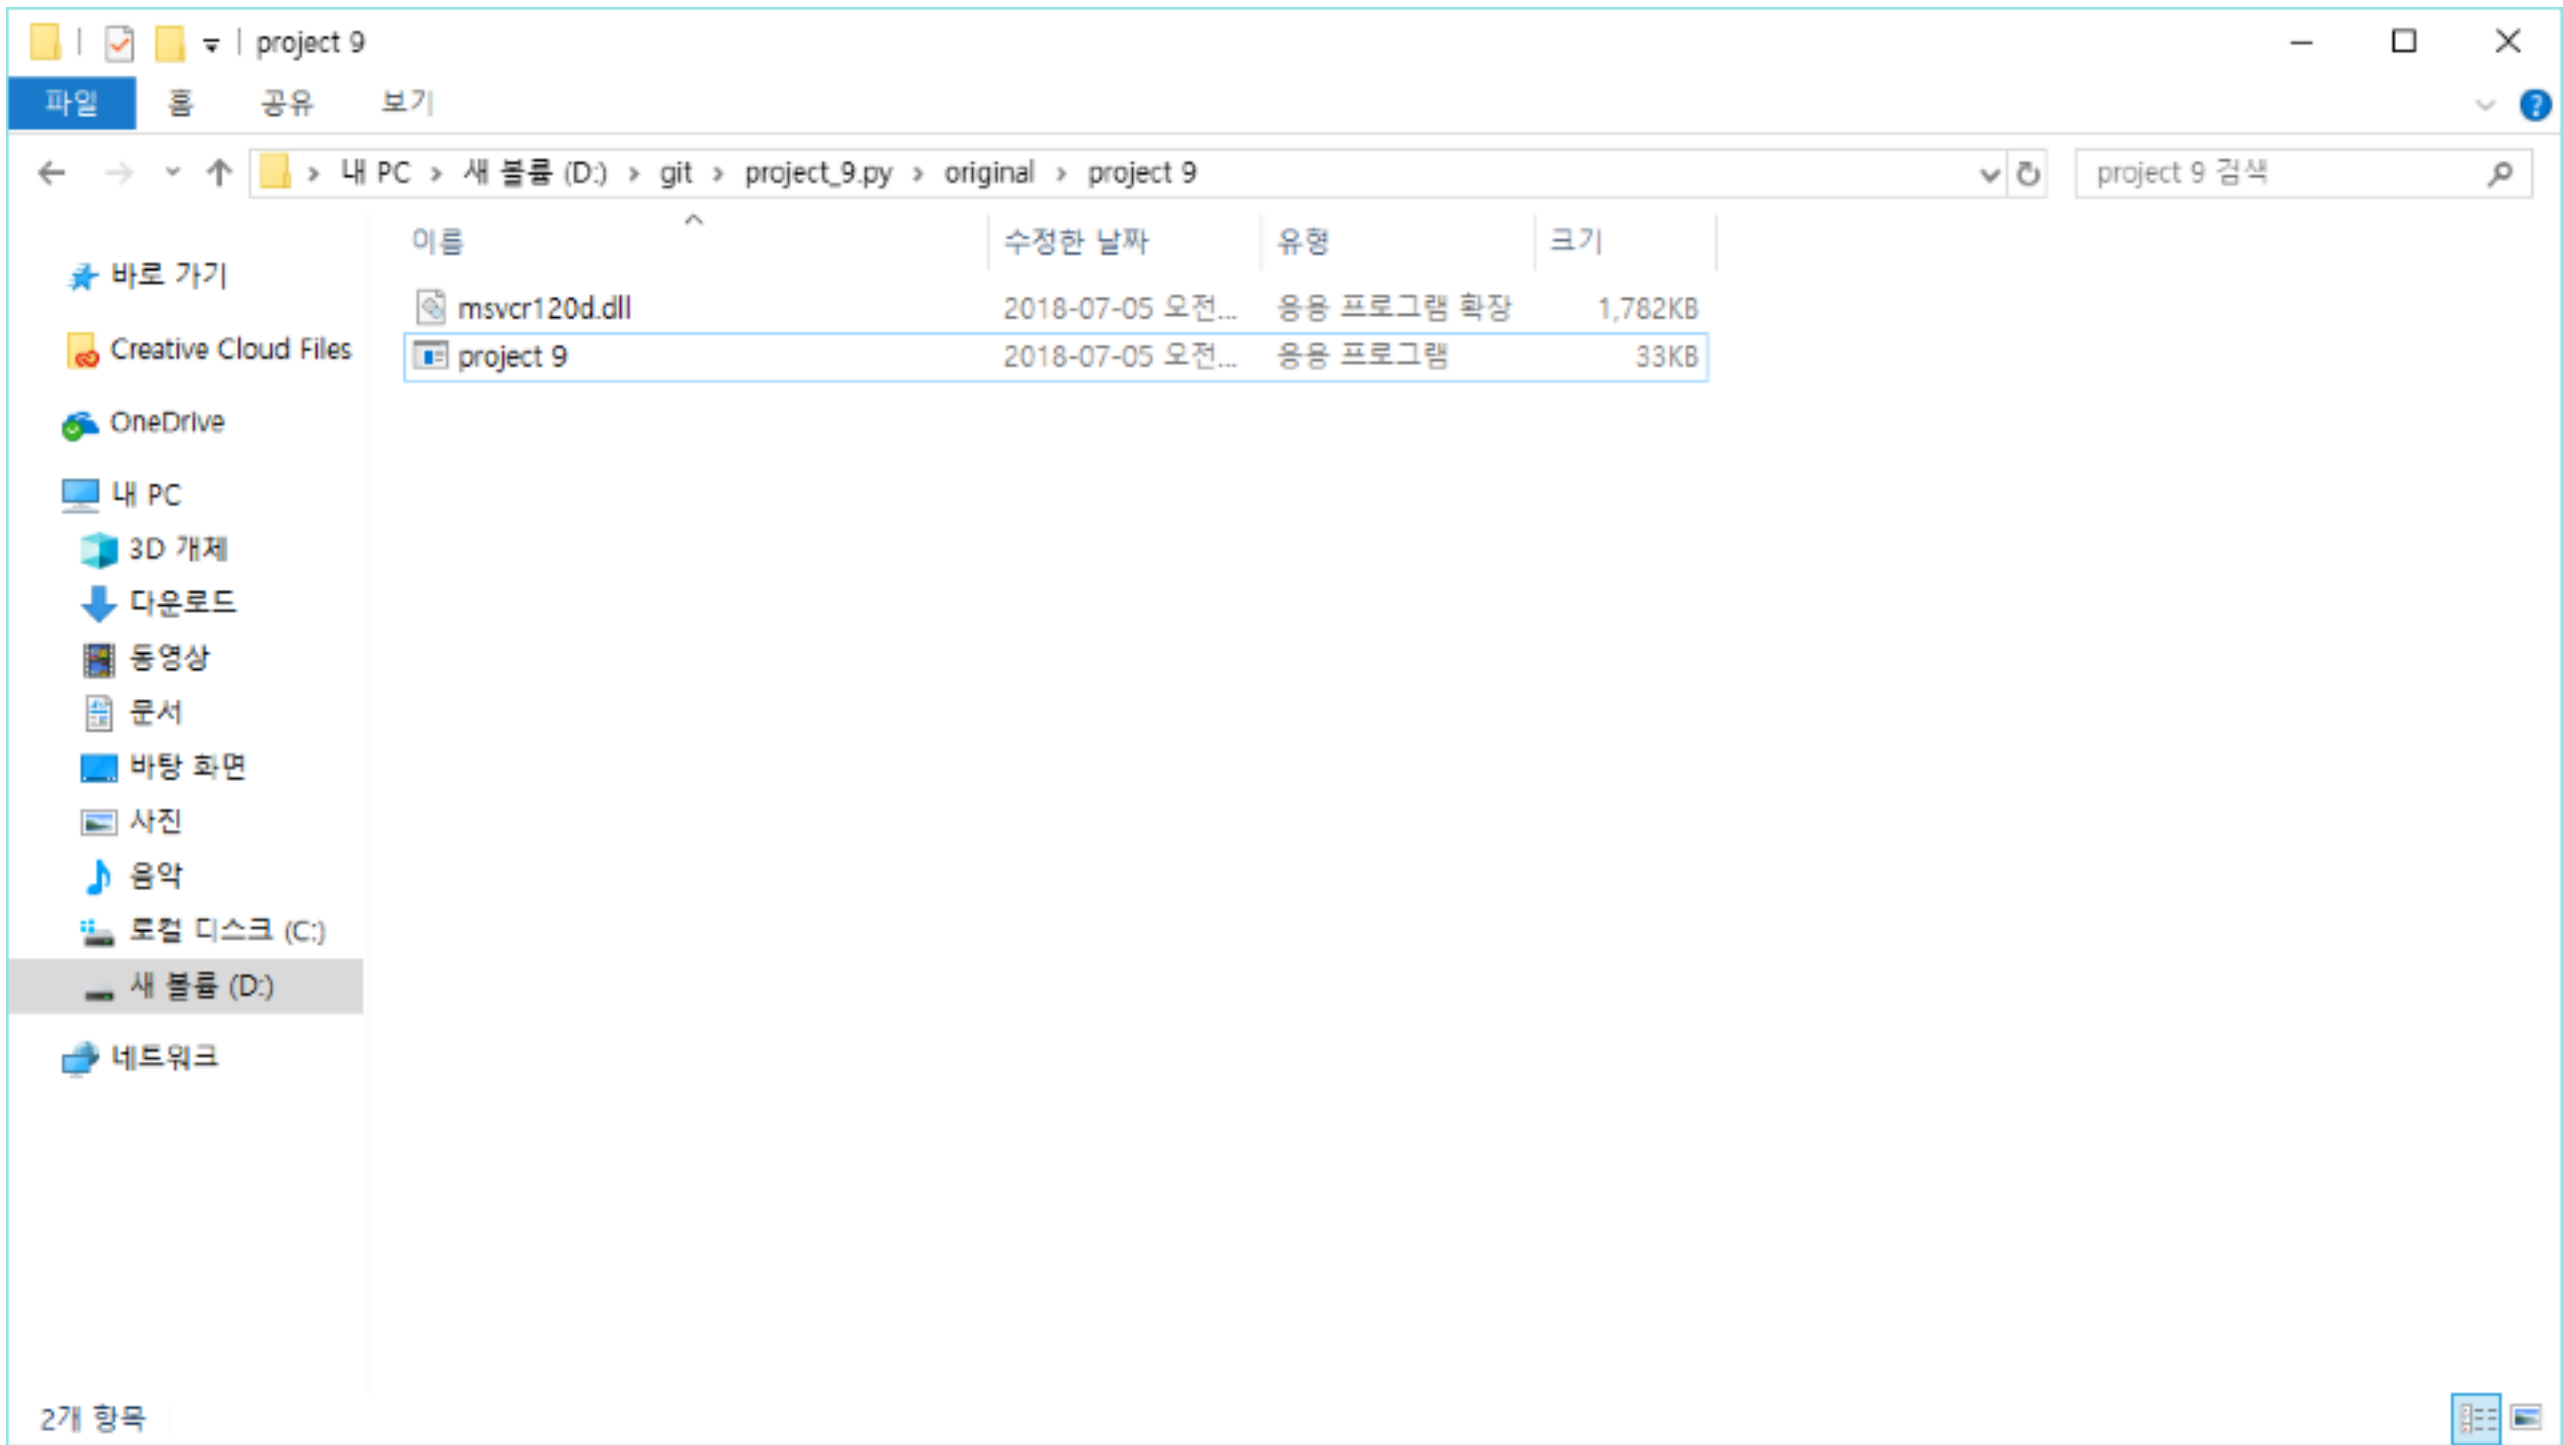 project 9
파일 홈 공유 보기
내 PC 새 볼륨 (D:) git project_9.py original project 9 project 9 검색
이름 수정한 날짜 유형 크기
msvcr120d.dll 2018-07-05 오전... 응용 프로그램 확장 1,782KB
project 9 2018-07-05 오전... 응용 프로그램 33KB
바로 가기
Creative Cloud Files
OneDrive
내 PC
3D 개체
다운로드
동영상
문서
바탕 화면
사진
음악
로컬 디스크 (C:)
새 볼륨 (D:)
네트워크
2개 항목